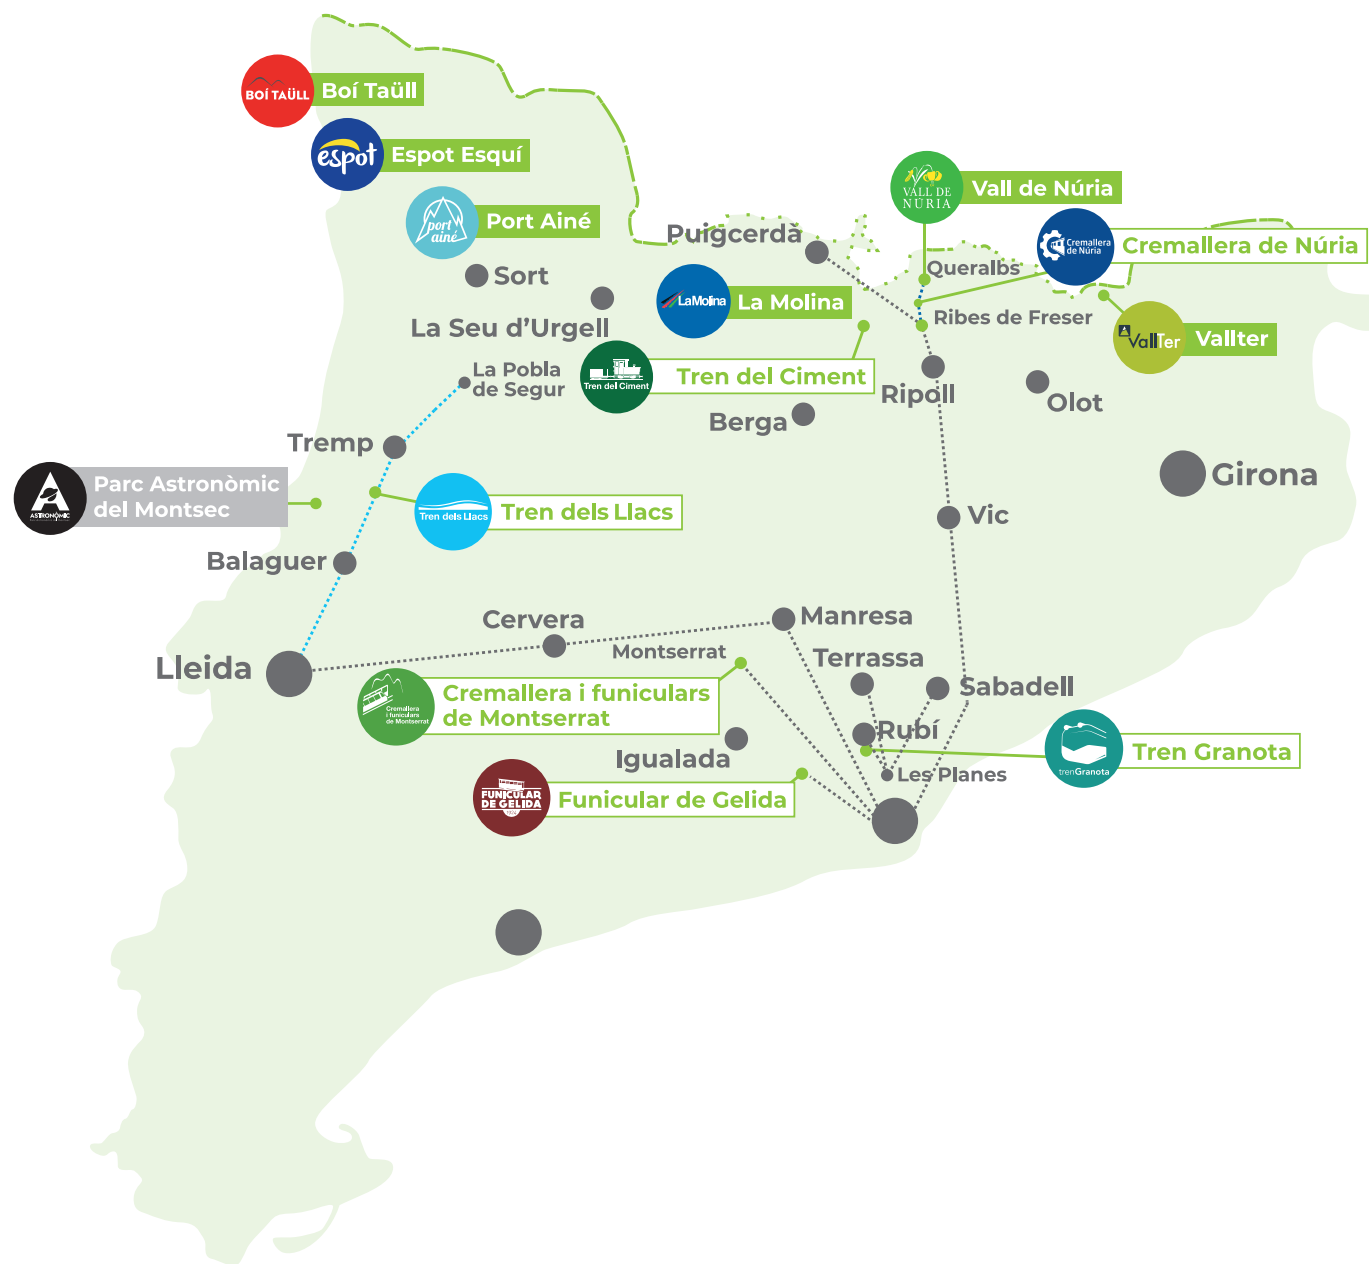 BOÍ TAÜLL
Boí Taüll
espot
Espot Esquí
port
ainé
Port Ainé
VALL DE
NÚRIA
Vall de Núria
Cremallera
de Núria
Cremallera de Núria
Puigcerdà
Queralbs
Sort
La Seu d’Urgell
LaMolina
La Molina
Ribes de Freser
VallTer
Vallter
Tren del Ciment
Tren del Ciment
La Pobla
de Segur
Ripoll
Olot
Berga
Tremp
Girona
ASTRONÒMIC
Parc Astronòmic
del Montsec
Tren dels Llacs
Tren dels Llacs
Vic
Balaguer
Cervera
Manresa
Montserrat
Terrassa
Lleida
Sabadell
Cremallera
i funiculars
de Montserrat
Cremallera i funiculars
de Montserrat
Rubí
Igualada
trenGranota
Tren Granota
Les Planes
FUNICULAR
DE GELIDA
1924
Funicular de Gelida